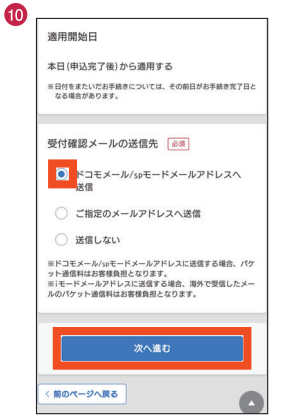 10
適用開始日
本日(申込完了後)から適用する
※日付をまたいだお手続きについては、その前日がお手続き完了日と
なる場合があります。
受付確認メールの送信先 必須
ドコモメール/spモードメールアドレスへ
送信
ご指定のメールアドレスへ送信
送信しない
※ドコモメール/spモードメールアドレスに送信する場合、パケ
ット通信料はお客様負担となります。
※iモードメールアドレスに送信する場合、海外で受信したメー
ルのパケット通信料はお客様負担となります。
次へ進む
< 前のページへ戻る